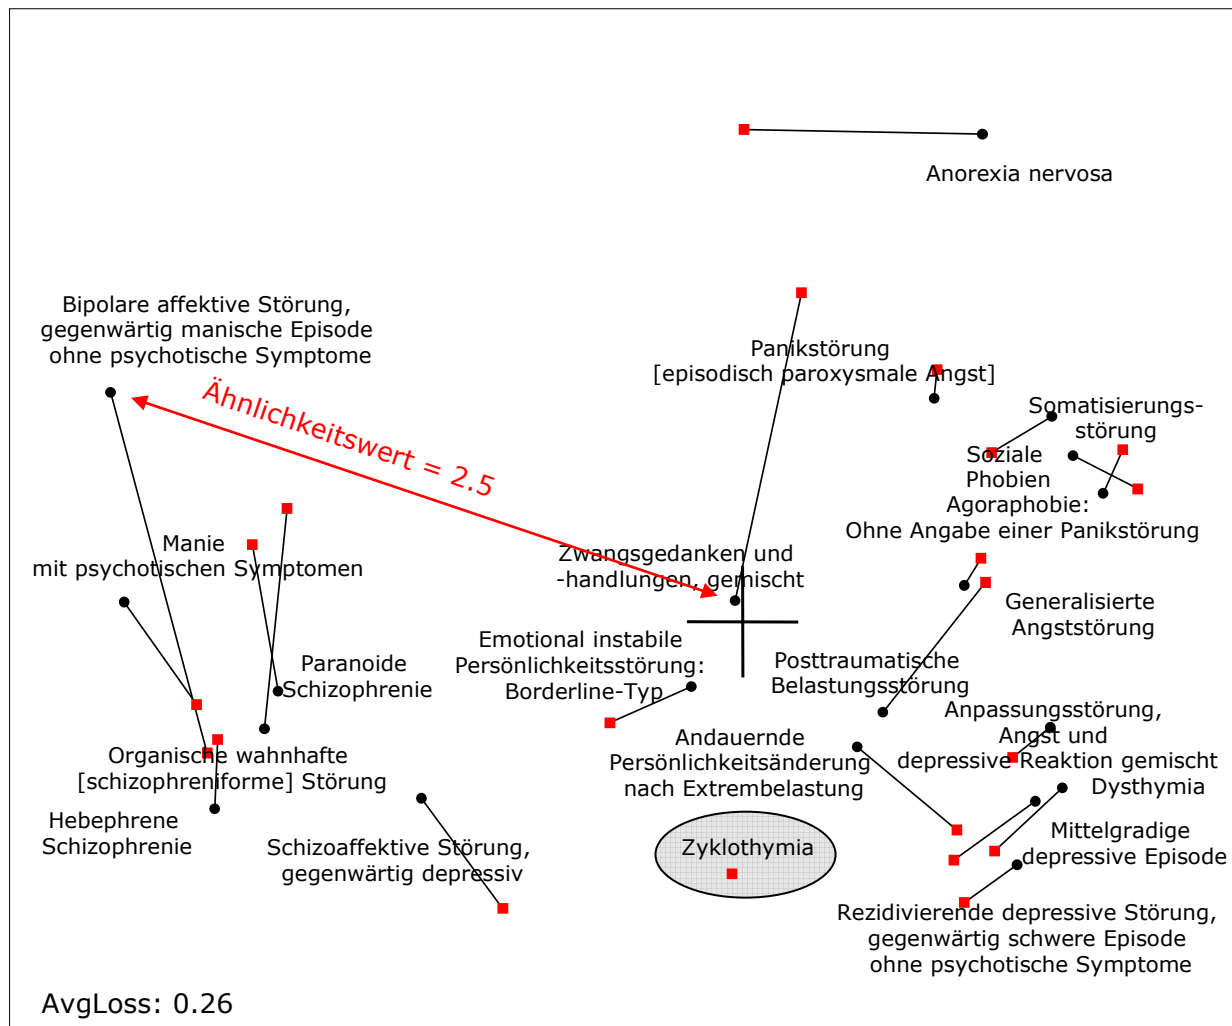 Anorexia nervosa
Bipolare affektive Störung,
gegenwärtig manische Episode
ohne psychotische Symptome
Ähnlichkeitswert = 2.5
Panikstörung
[episodisch paroxysmale Angst]
Somatisierungs-
störung
Soziale
Phobien
Agoraphobie:
Ohne Angabe einer Panikstörung
Manie
mit psychotischen Symptomen
Zwangsgedanken und
-handlungen, gemischt
Generalisierte
Angststörung
Emotional instabile
Persönlichkeitsstörung:
Borderline-Typ
Paranoide
Schizophrenie
Posttraumatische
Belastungsstörung
Anpassungsstörung,
Angst und
depressive Reaktion gemischt
Organische wahnhafte
[schizophreniforme] Störung
Andauernde
Persönlichkeitsänderung
nach Extrembelastung
Dysthymia
Hebephrene
Schizophrenie
Schizoaffektive Störung,
gegenwärtig depressiv
Zyklothymia
Mittelgradige
depressive Episode
Rezidivierende depressive Störung,
gegenwärtig schwere Episode
ohne psychotische Symptome
AvgLoss: 0.26